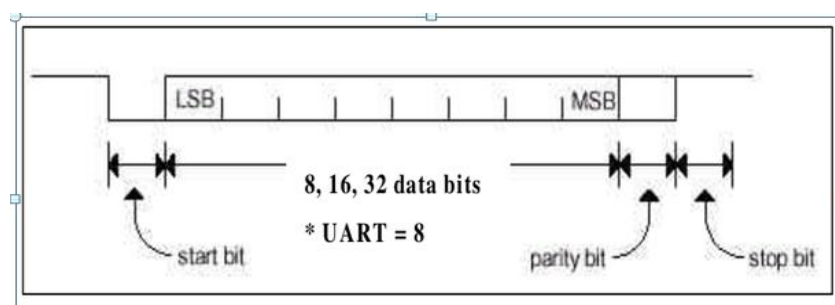 LSB MSB
8, 16, 32 data bits
* UART = 8
start bit parity bit stop bit